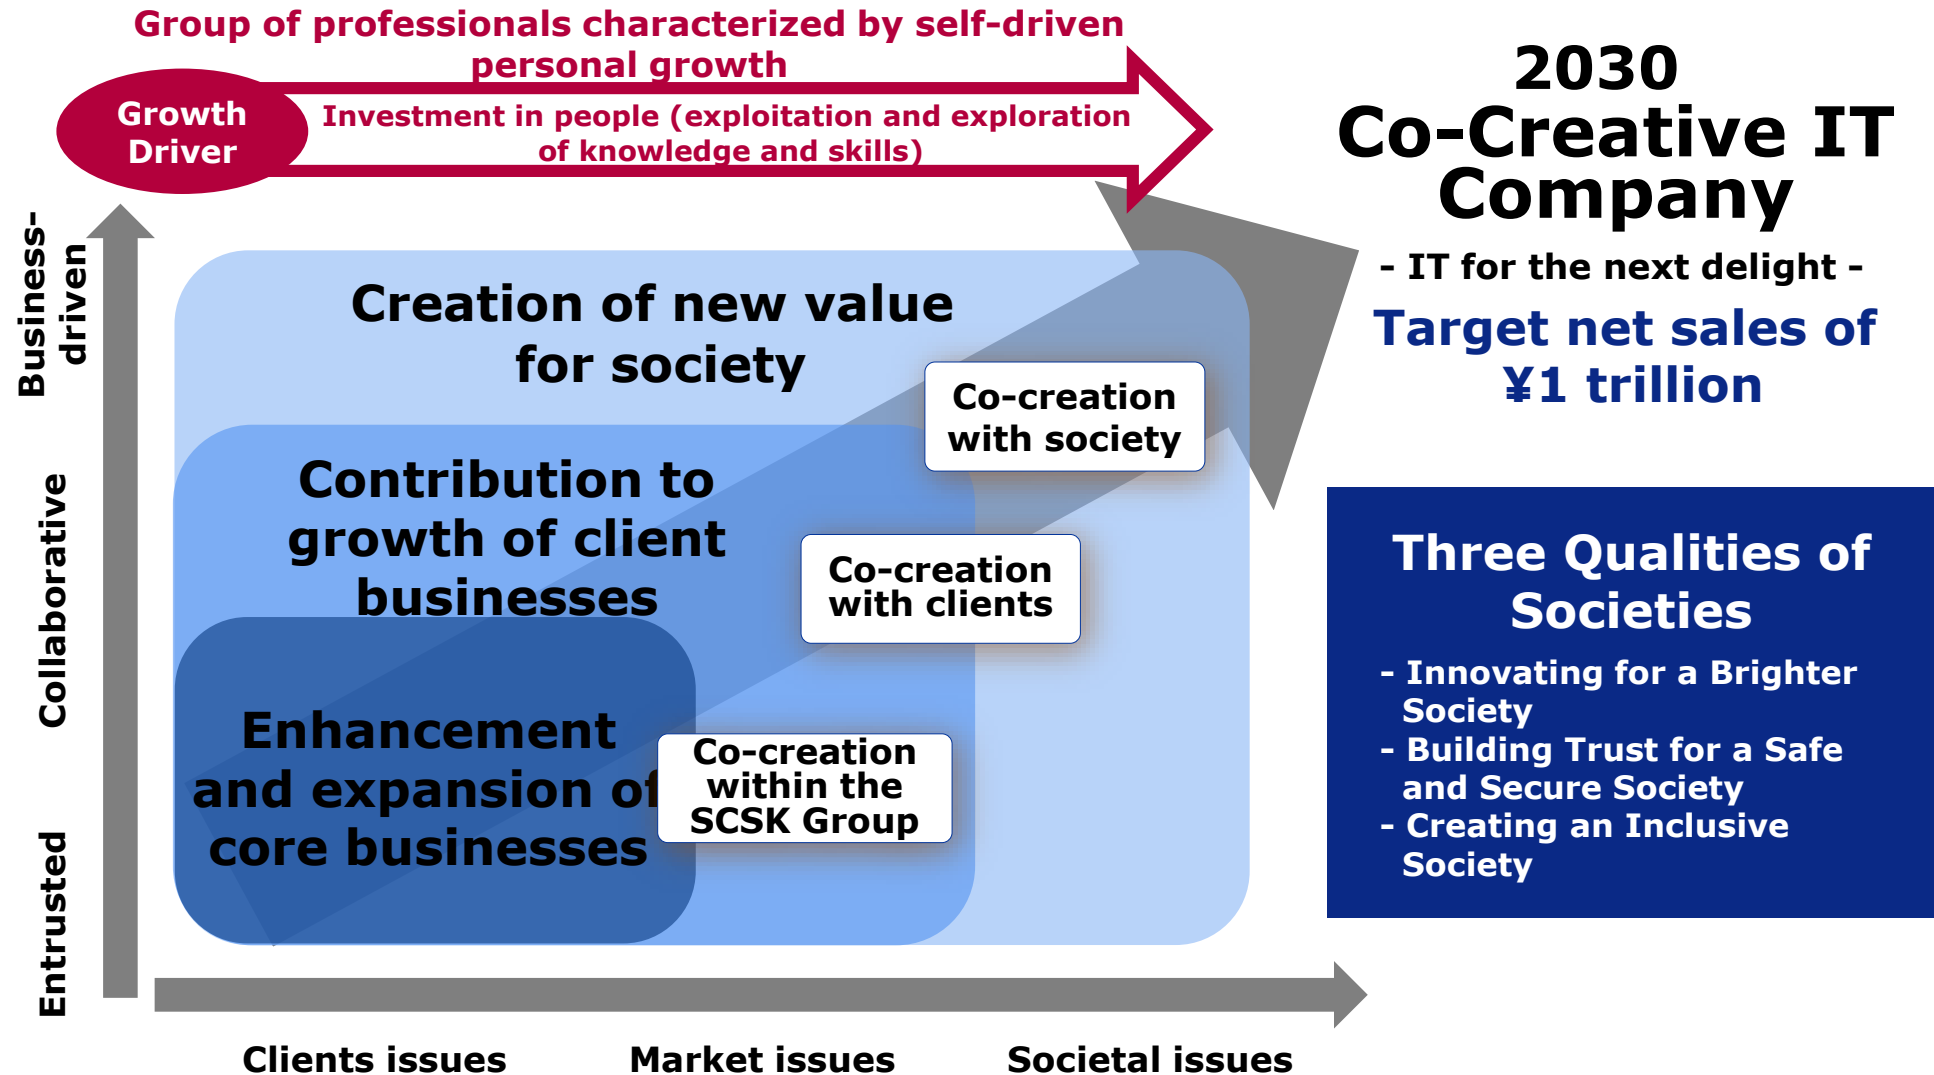 Group of professionals characterized by self-driven
personal growth
Growth
Driver
Investment in people (exploitation and exploration
of knowledge and skills)
2030
Co-Creative IT
Company
- IT for the next delight -
Target net sales of
¥1 trillion
Business-
driven
Collaborative
Entrusted
Creation of new value
for society
Co-creation
with society
Contribution to
growth of client
businesses
Co-creation
with clients
Enhancement
and expansion of
core businesses
Co-creation
within the
SCSK Group
Three Qualities of
Societies
- Innovating for a Brighter
Society
- Building Trust for a Safe
and Secure Society
- Creating an Inclusive
Society
Clients issues
Market issues
Societal issues